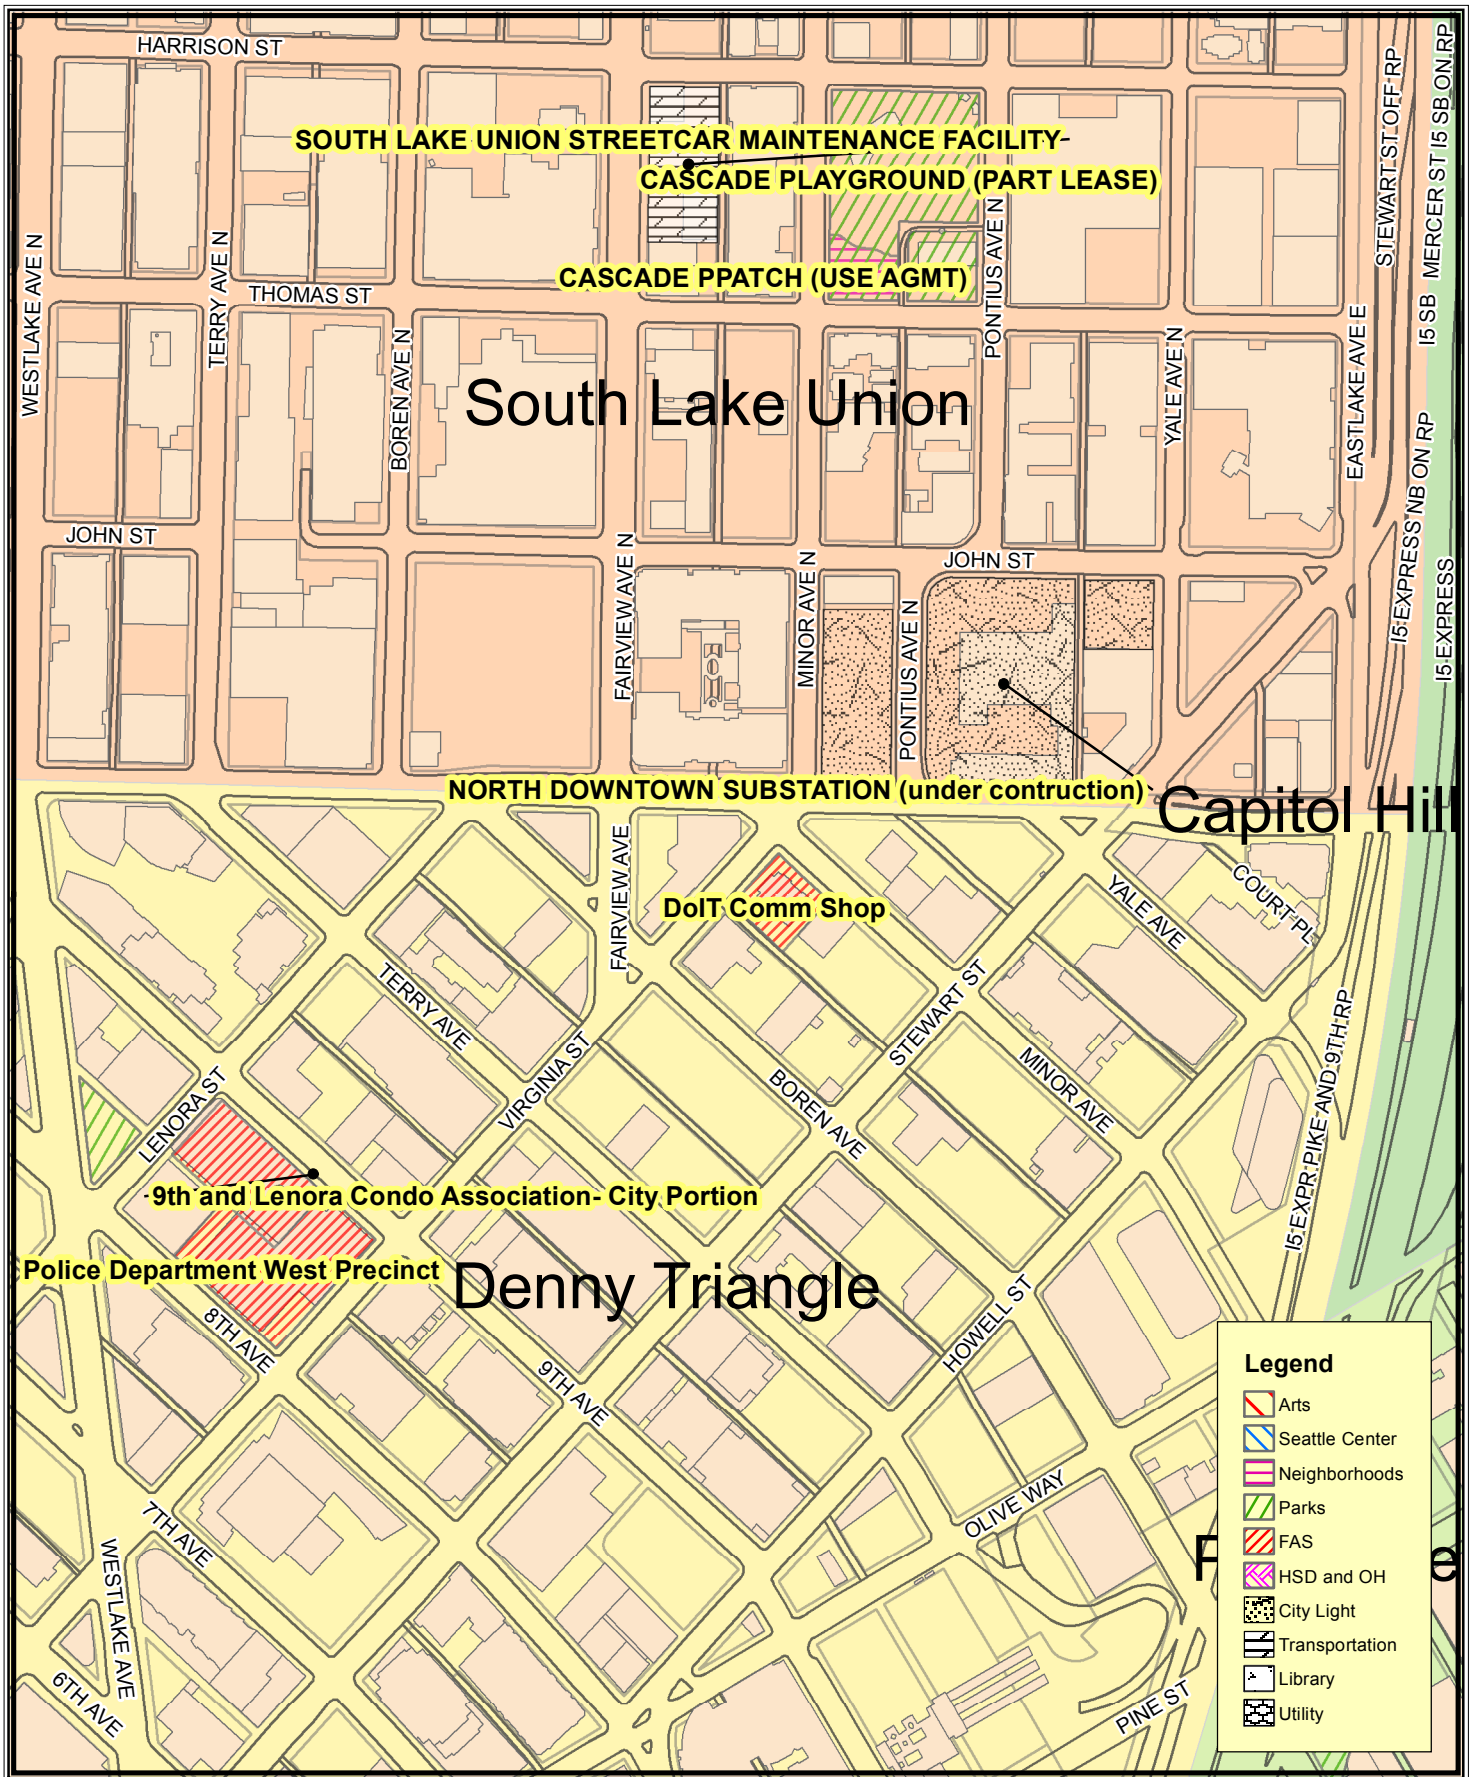 HARRISON ST
STEWART ST OFF RP
MERCER ST I5 SB ON RP
I5 SB
SOUTH LAKE UNION STREETCAR MAINTENANCE FACILITY
CASCADE PLAYGROUND (PART LEASE)
WESTLAKE AVE N
TERRY AVE N
PONTIUS AVE N
CASCADE PPATCH (USE AGMT)
THOMAS ST
BOREN AVE N
YALE AVE N
EASTLAKE AVE E
South Lake Union
I5 EXPRESS NB ON RP
JOHN ST
FAIRVIEW AVE N
MINOR AVE N
JOHN ST
I5 EXPRESS
PONTIUS AVE N
NORTH DOWNTOWN SUBSTATION (under contruction)
Capitol Hill
FAIRVIEW AVE
DoIT Comm Shop
YALE AVE
COURT PL
TERRY AVE
STEWART ST
VIRGINIA ST
MINOR AVE
BOREN AVE
LENORA ST
I5 EXPR PIKE AND 9TH RP
9th and Lenora Condo Association- City Portion
Police Department West Precinct
Denny Triangle
8TH AVE
HOWELL ST
9TH AVE
OLIVE WAY
7TH AVE
WESTLAKE AVE
6TH AVE
PINE ST
Legend
Arts
Seattle Center
Neighborhoods
Parks
FAS
HSD and OH
City Light
Transportation
Library
Utility